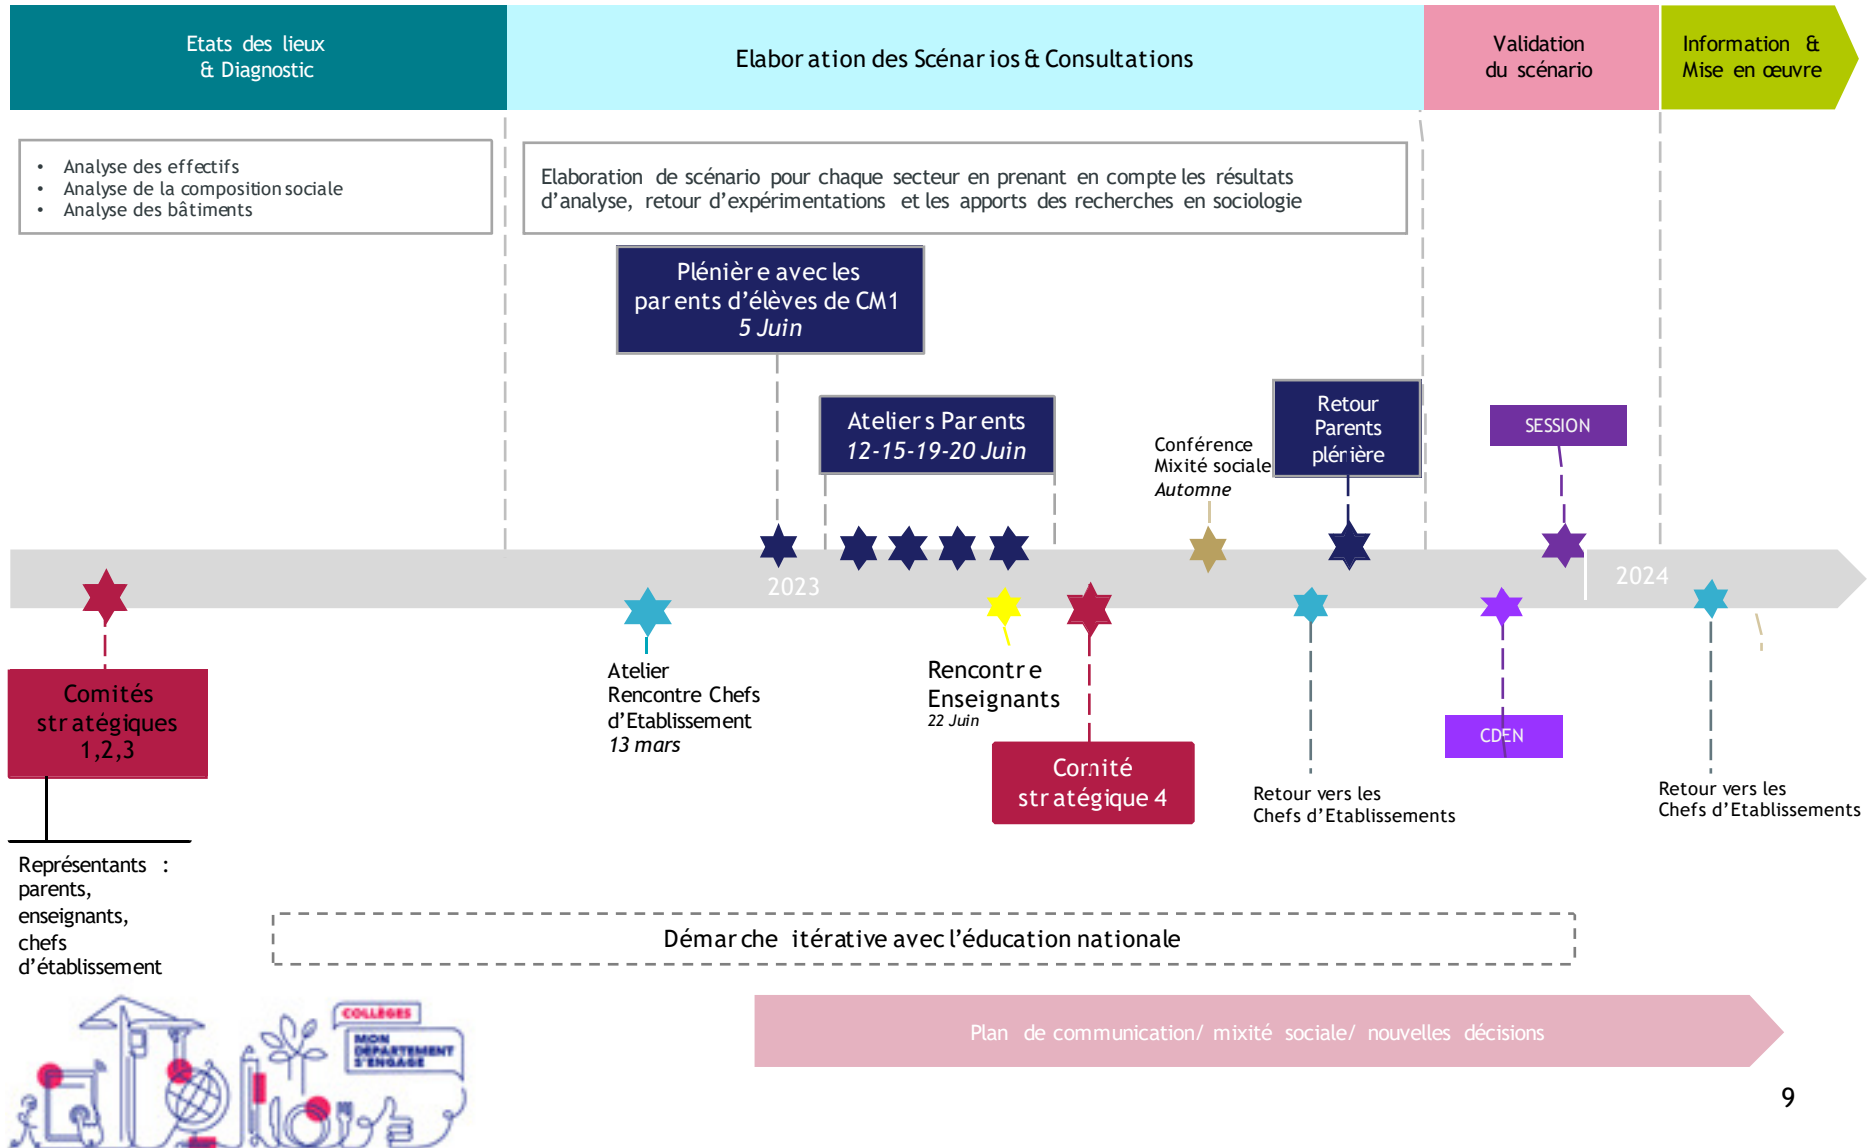 Etats des lieux
& Diagnostic
Elaboration des Scénarios & Consultations
Validation
du scénario
Information &
Mise en œuvre
• Analyse des effectifs
• Analyse de la composition sociale
• Analyse des bâtiments
Elaboration de scénario pour chaque secteur en prenant en compte les résultats
d’analyse, retour d’expérimentations et les apports des recherches en sociologie
Plénière avec les
parents d’élèves de CM1
5 Juin
Ateliers Parents
12-15-19-20 Juin
Conférence
Mixité sociale
Automne
Retour
Parents
plénière
SESSION
2023
2024
Comités
stratégiques
1,2,3
Atelier
Rencontre Chefs
d’Etablissement
13 mars
Rencontre
Enseignants
22 Juin
Comité
stratégique 4
Retour vers les
Chefs d’Etablissements
CDEN
Retour vers les
Chefs d’Etablissements
Représentants :
parents,
enseignants,
chefs
d’établissement
Démarche itérative avec l’éducation nationale
Plan de communication/ mixité sociale/ nouvelles décisions
COLLÈGES
MON
DÉPARTEMENT
S'ENGAGE
9